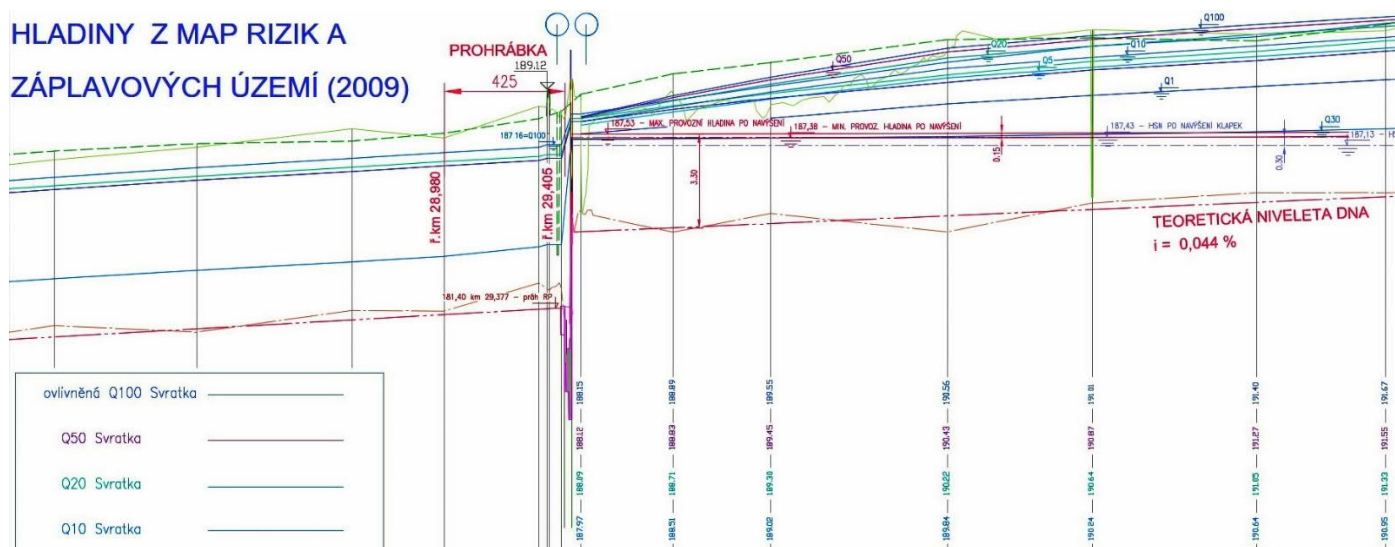 HLADINY Z MAP RIZIK A
ZÁPLAVOVÝCH ÚZEMÍ (2009)
PROHRÁBKA
189.12
425
Q100
Q50
Q20
Q10
Q5
Q1
Q30
187,16=Q100
187,53 - MAX. PROVOZNÍ HLADINA PO NAVÝŠENÍ
187,38 - MIN. PROVOZ. HLADINA PO NAVÝŠENÍ
187,43 - HSN PO NAVÝŠENÍ KLAPEK
187,13 - HS
0.15
0.30
3.30
ř.km 28,980
ř.km 29,405
TEORETICKÁ NIVELETA DNA
i = 0,044 %
181,40 km 29,377 - práh RP
ovlivněná Q100 Svratka
Q50 Svratka
Q20 Svratka
Q10 Svratka
188.15 188.89 189.55 190.56 191.01 191.40 191.67
188.12 188.83 189.45 190.43 190.87 191.27 191.55
188.09 188.71 189.30 190.22 190.64 191.05 191.33
187.97 188.51 189.02 189.84 190.24 190.64 190.95